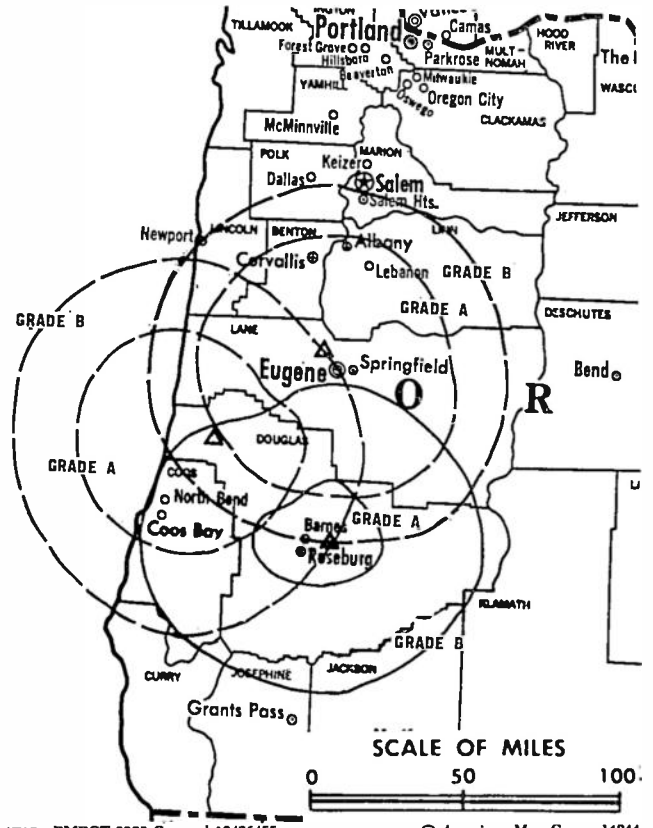 Camas
TILLAMOOK
Portland
HOOD RIVER
Forest Grove
Parkrose
MULTNOMAH
The
Hillsboro
Beaverton
Milwaukie
YAMHILL
Oswego
Oregon City
WASC
McMinnville
CLACKAMAS
POLK
MARION
Keizer
Dallas
Salem
Salem Hts.
JEFFERSON
Newport
LINCOLN
BENTON
LINN
Albany
Corvallis
Lebanon
GRADE B
GRADE A
DESCHUTES
GRADE B
LANE
Eugene
Springfield
Bend
O R
DOUGLAS
GRADE A
COOS
North Bend
Coos Bay
GRADE A
Barnes
Roseburg
KLAMATH
GRADE B
CURRY
JOSEPHINE
JACKSON
Grants Pass
SCALE OF MILES
0 50 100